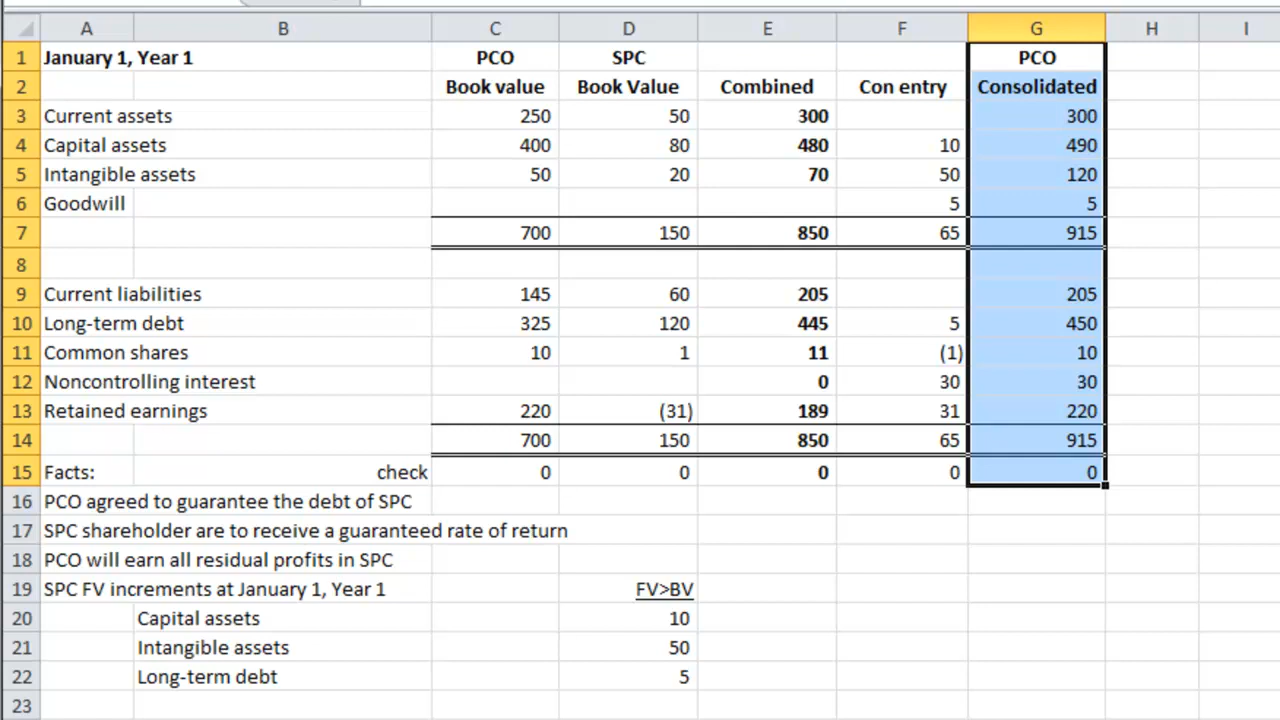 A B C D E F G H I
1 January 1, Year 1 PCO SPC PCO
2 Book value Book Value Combined Con entry Consolidated
3 Current assets 250 50 300 300
4 Capital assets 400 80 480 10 490
5 Intangible assets 50 20 70 50 120
6 Goodwill 5 5
7 700 150 850 65 915
8
9 Current liabilities 145 60 205 205
10 Long-term debt 325 120 445 5 450
11 Common shares 10 1 11 (1) 10
12 Noncontrolling interest 0 30 30
13 Retained earnings 220 (31) 189 31 220
14 700 150 850 65 915
15 Facts: check 0 0 0 0 0
16 PCO agreed to guarantee the debt of SPC
17 SPC shareholder are to receive a guaranteed rate of return
18 PCO will earn all residual profits in SPC
19 SPC FV increments at January 1, Year 1 FV>BV
20 Capital assets 10
21 Intangible assets 50
22 Long-term debt 5
23